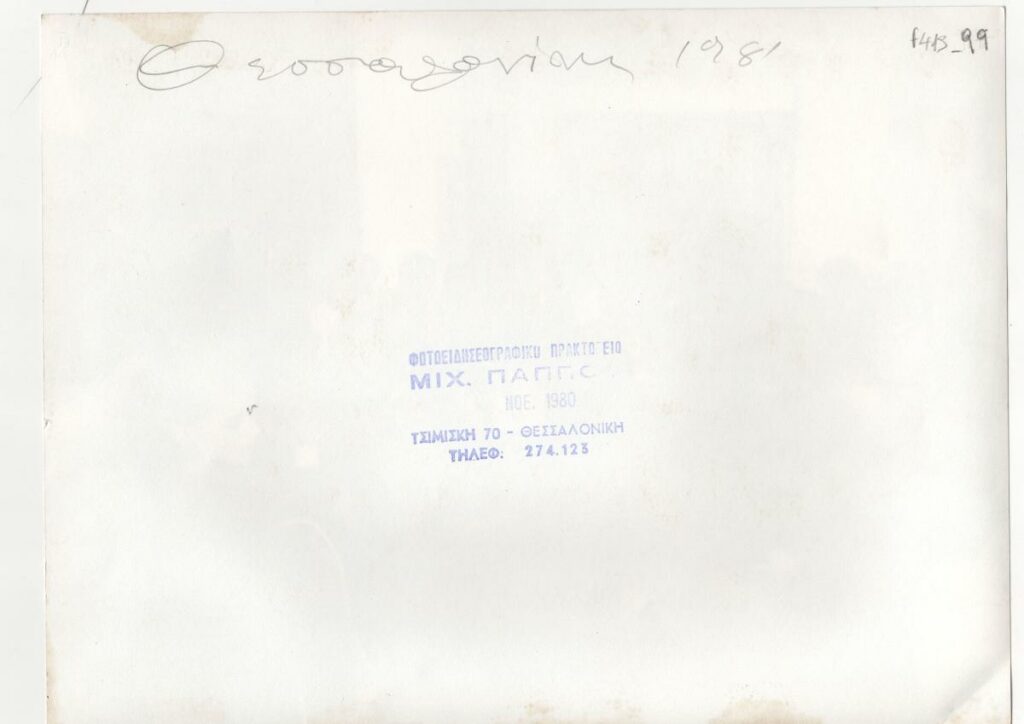 Θεσσαλονίκη 1981
f413_99
ΦΩΤΟΕΙΔΗΣΕΟΓΡΑΦΙΚΟ ΠΡΑΚΤΟΡΕΙΟ
ΜΙΧ.
ΝΟΕ. 1980
ΤΣΙΜΙΣΚΗ 70 - ΘΕΣΣΑΛΟΝΙΚΗ
ΤΗΛΕΦ: 274.123